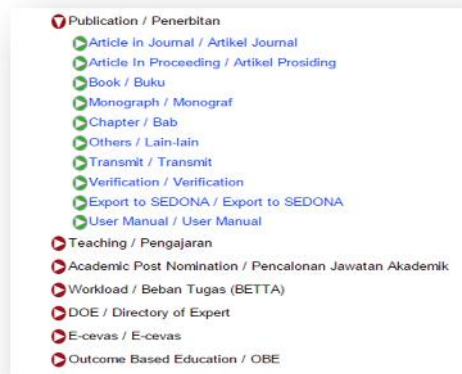 Publication / Penerbitan
Article in Journal / Artikel Journal
Article In Proceeding / Artikel Prosiding
Book / Buku
Monograph / Monograf
Chapter / Bab
Others / Lain-lain
Transmit / Transmit
Verification / Verification
Export to SEDONA / Export to SEDONA
User Manual / User Manual
Teaching / Pengajaran
Academic Post Nomination / Pencalonan Jawatan Akademik
Workload / Beban Tugas (BETTA)
DOE / Directory of Expert
E-cevas / E-cevas
Outcome Based Education / OBE